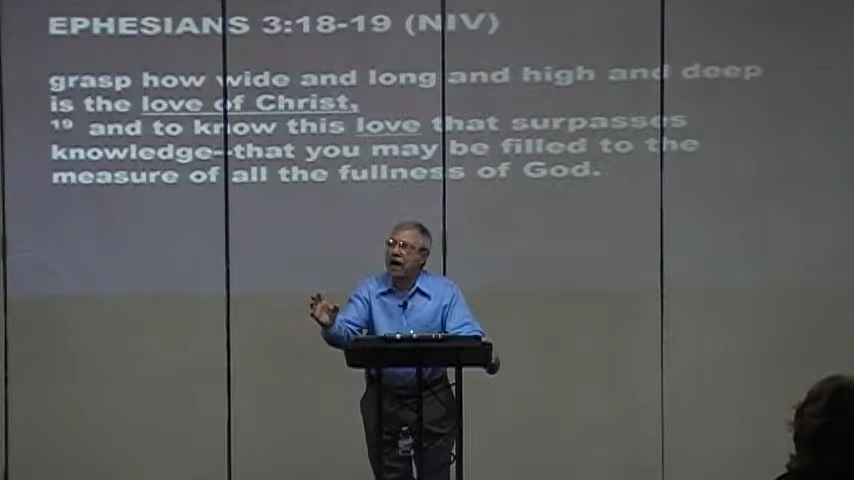 EPHESIANS 3:18-19 (NIV)
grasp how wide and long and high and deep
is the love of Christ,
19 and to know this love that surpasses
knowledge--that you may be filled to the
measure of all the fullness of God.